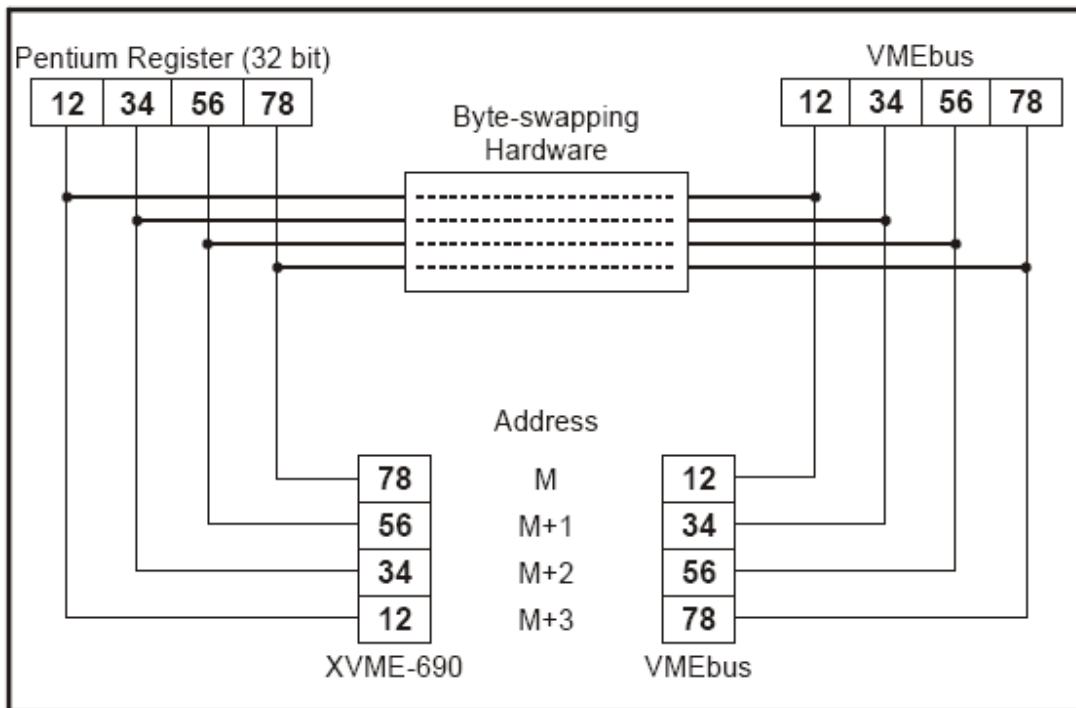 Pentium Register (32 bit)
VMEbus
12 34 56 78
12 34 56 78
Byte-swapping
Hardware
Address
78 M 12
56 M+1 34
34 M+2 56
12 M+3 78
XVME-690
VMEbus